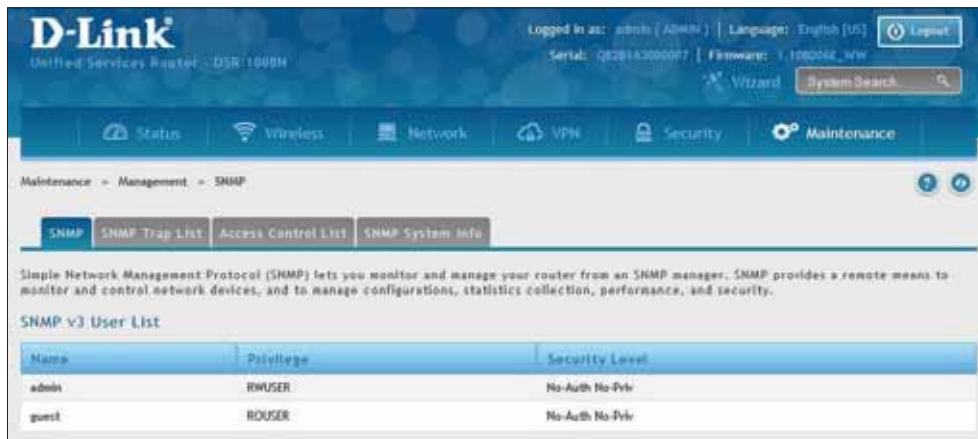 D-Link
Logged in as: admin ( ADMIN ) | Language: English [US]
Logout
Unified Services Router - DSR-1000N
Serial: | Firmware:
Wizard
System Search...
Status
Wireless
Network
VPN
Security
Maintenance
Maintenance » Management » SNMP
SNMP
SNMP Trap List
Access Control List
SNMP System Info
Simple Network Management Protocol (SNMP) lets you monitor and manage your router from an SNMP manager. SNMP provides a remote means to
monitor and control network devices, and to manage configurations, statistics collection, performance, and security.
SNMP v3 User List
Name Privilege Security Level
admin RWUSER No-Auth No-Priv
guest ROUSER No-Auth No-Priv